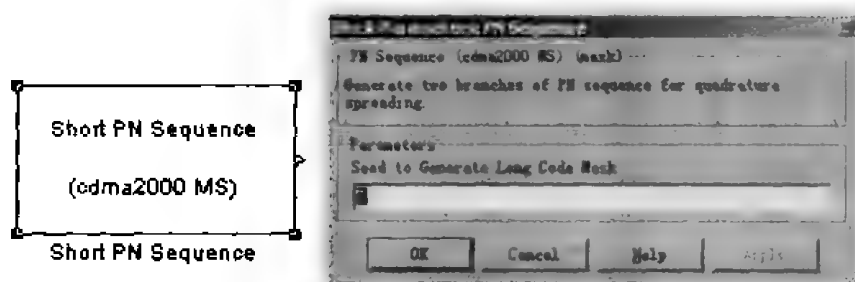 Short PN Sequence
(cdma2000 MS)
Short PN Sequence
PN Sequence (cdma2000 MS) (mask)
Generate two branches of PN sequence for quadrature
spreading.
Parameters
Seed to Generate Long Code Mask
OK
Cancel
Help
Apply